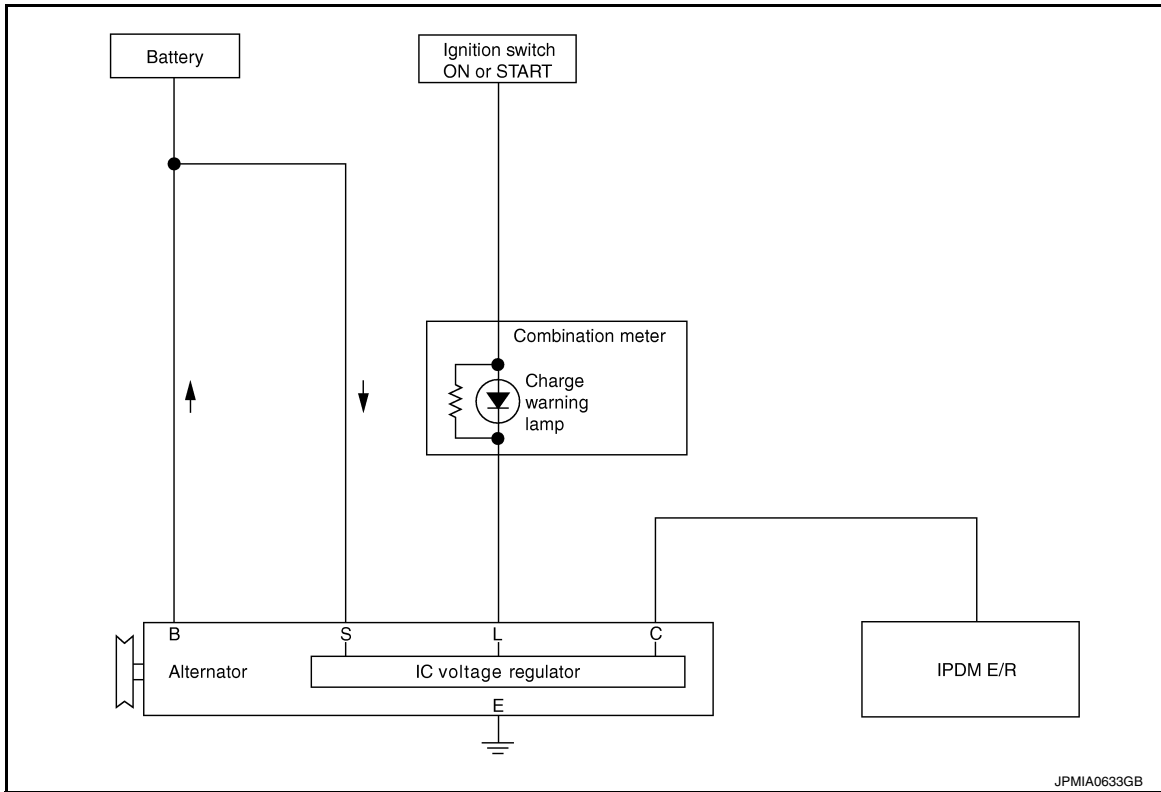 Battery
Ignition switch
ON or START
Combination meter
Charge
warning
lamp
B
S
L
C
Alternator
IC voltage regulator
E
IPDM E/R
JPMIA0633GB